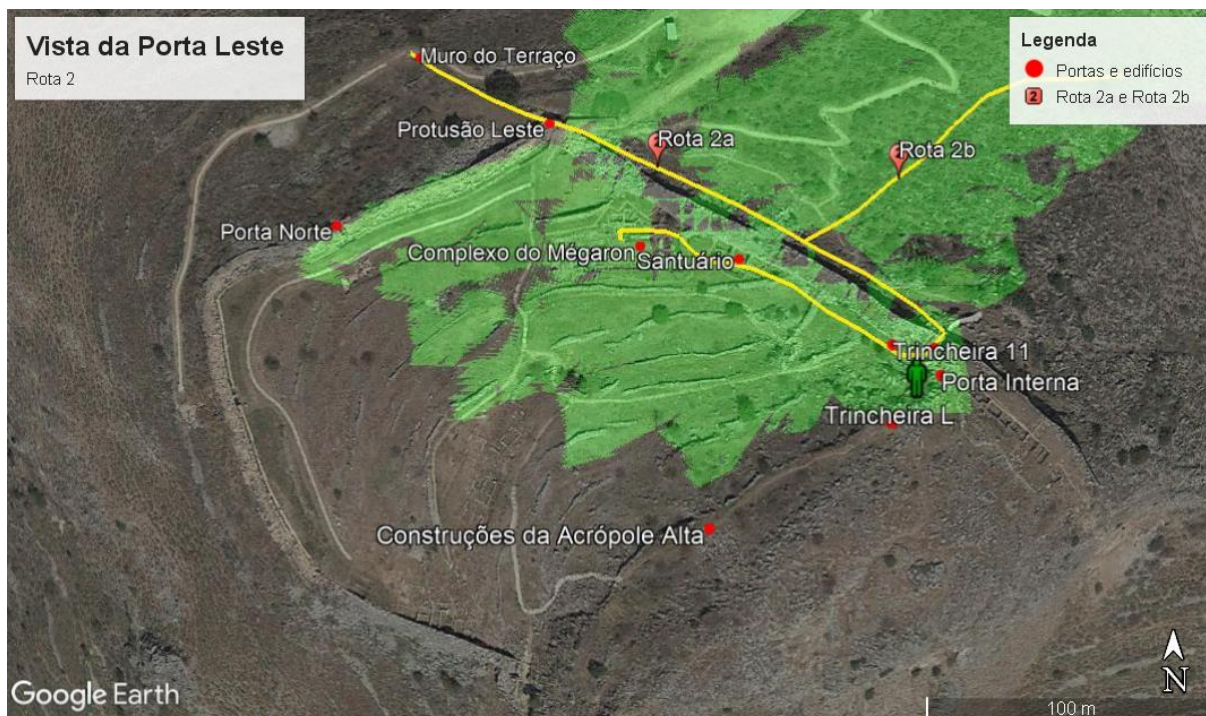 Vista da Porta Leste
Rota 2
Legenda
Portas e edifícios
2 Rota 2a e Rota 2b
Muro do Terraço
Protusão Leste
Rota 2a
Rota 2b
Porta Norte
Complexo do Mégaron
Santuário
Trincheira 11
Porta Interna
Trincheira L
Construções da Acrópole Alta
Google Earth
N
100 m